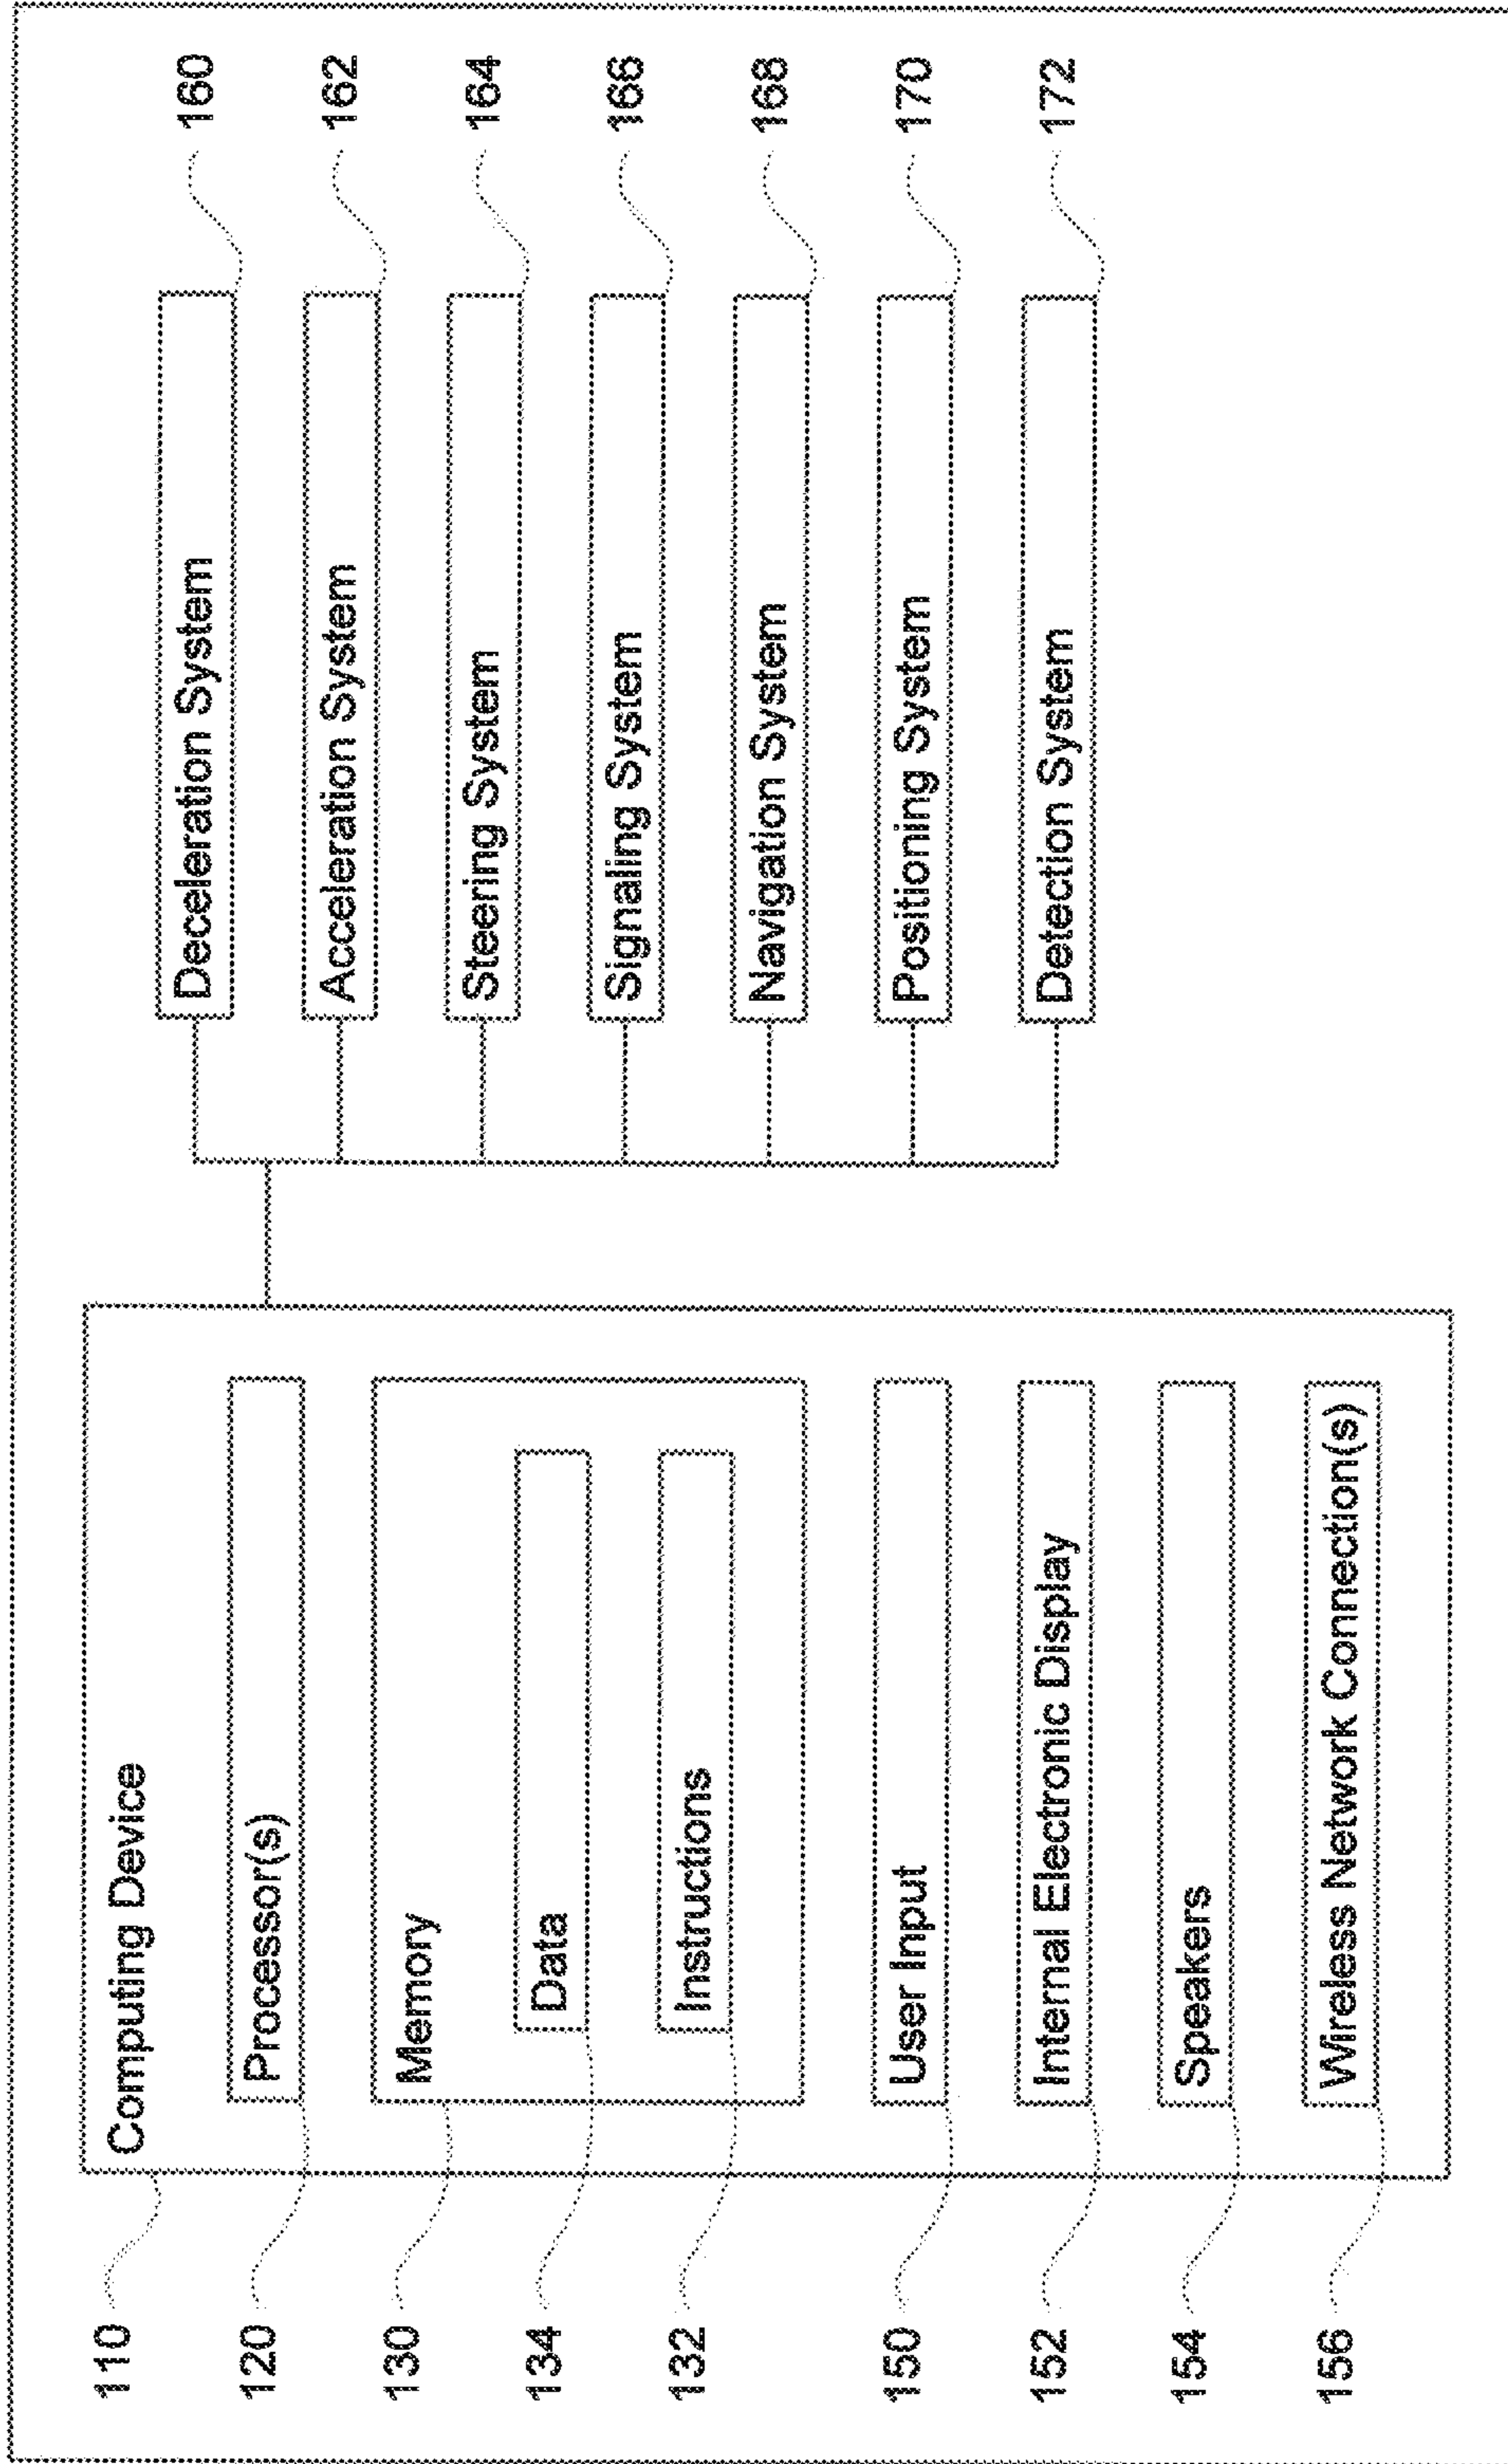 110
Computing Device
120
Processor(s)
130
Memory
134
Data
132
Instructions
150
User Input
152
Internal Electronic Display
154
Speakers
156
Wireless Network Connection(s)
Deceleration System
160
Acceleration System
162
Steering System
164
Signaling System
166
Navigation System
168
Positioning System
170
Detection System
172